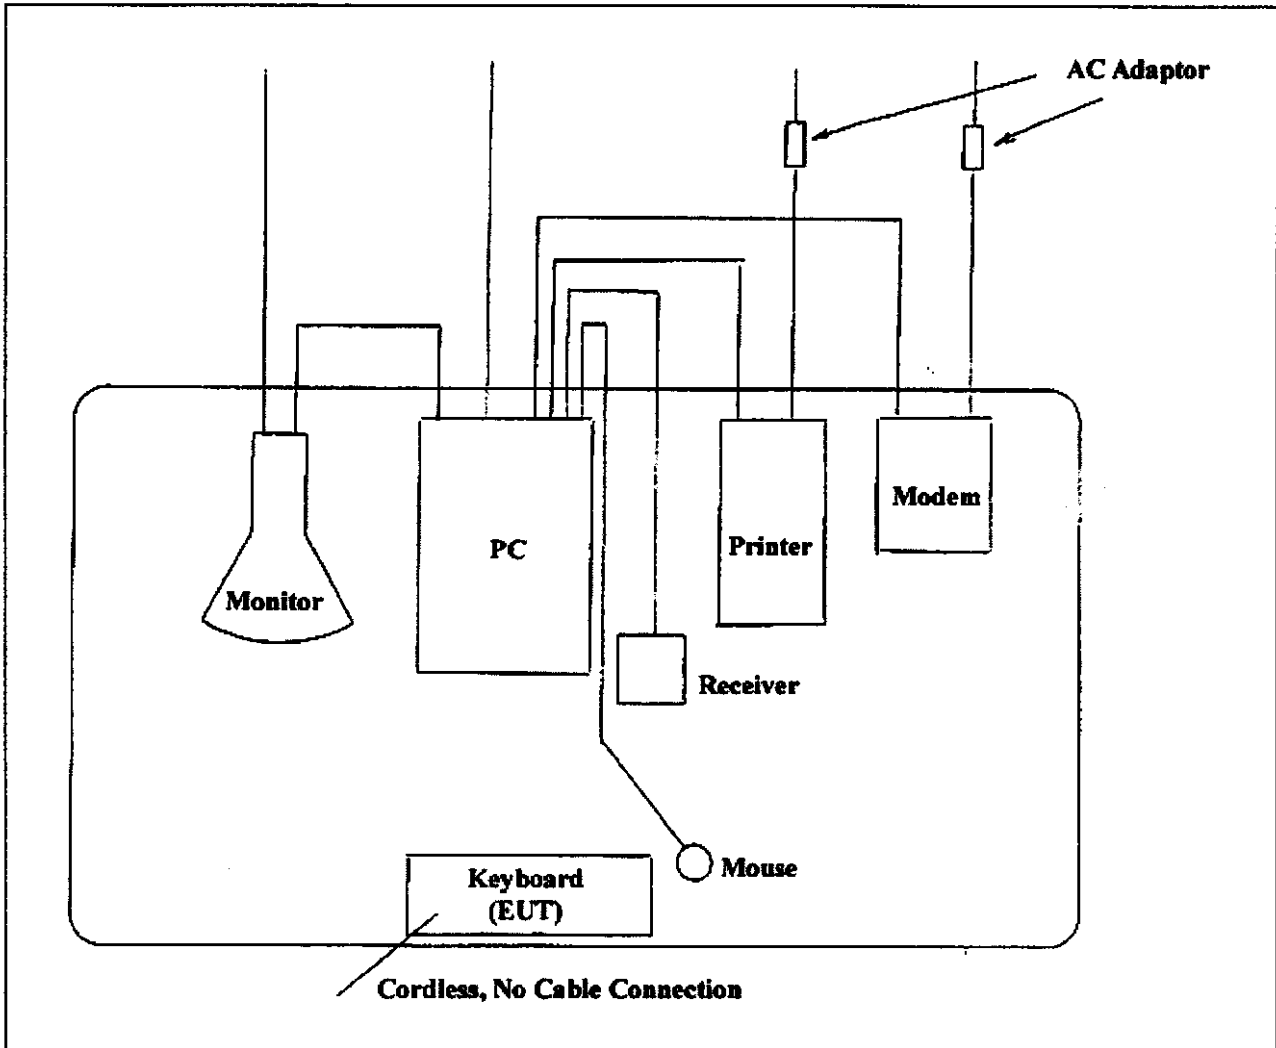 AC Adaptor
Modem
PC
Printer
Monitor
Receiver
Mouse
Keyboard
(EUT)
Cordless, No Cable Connection